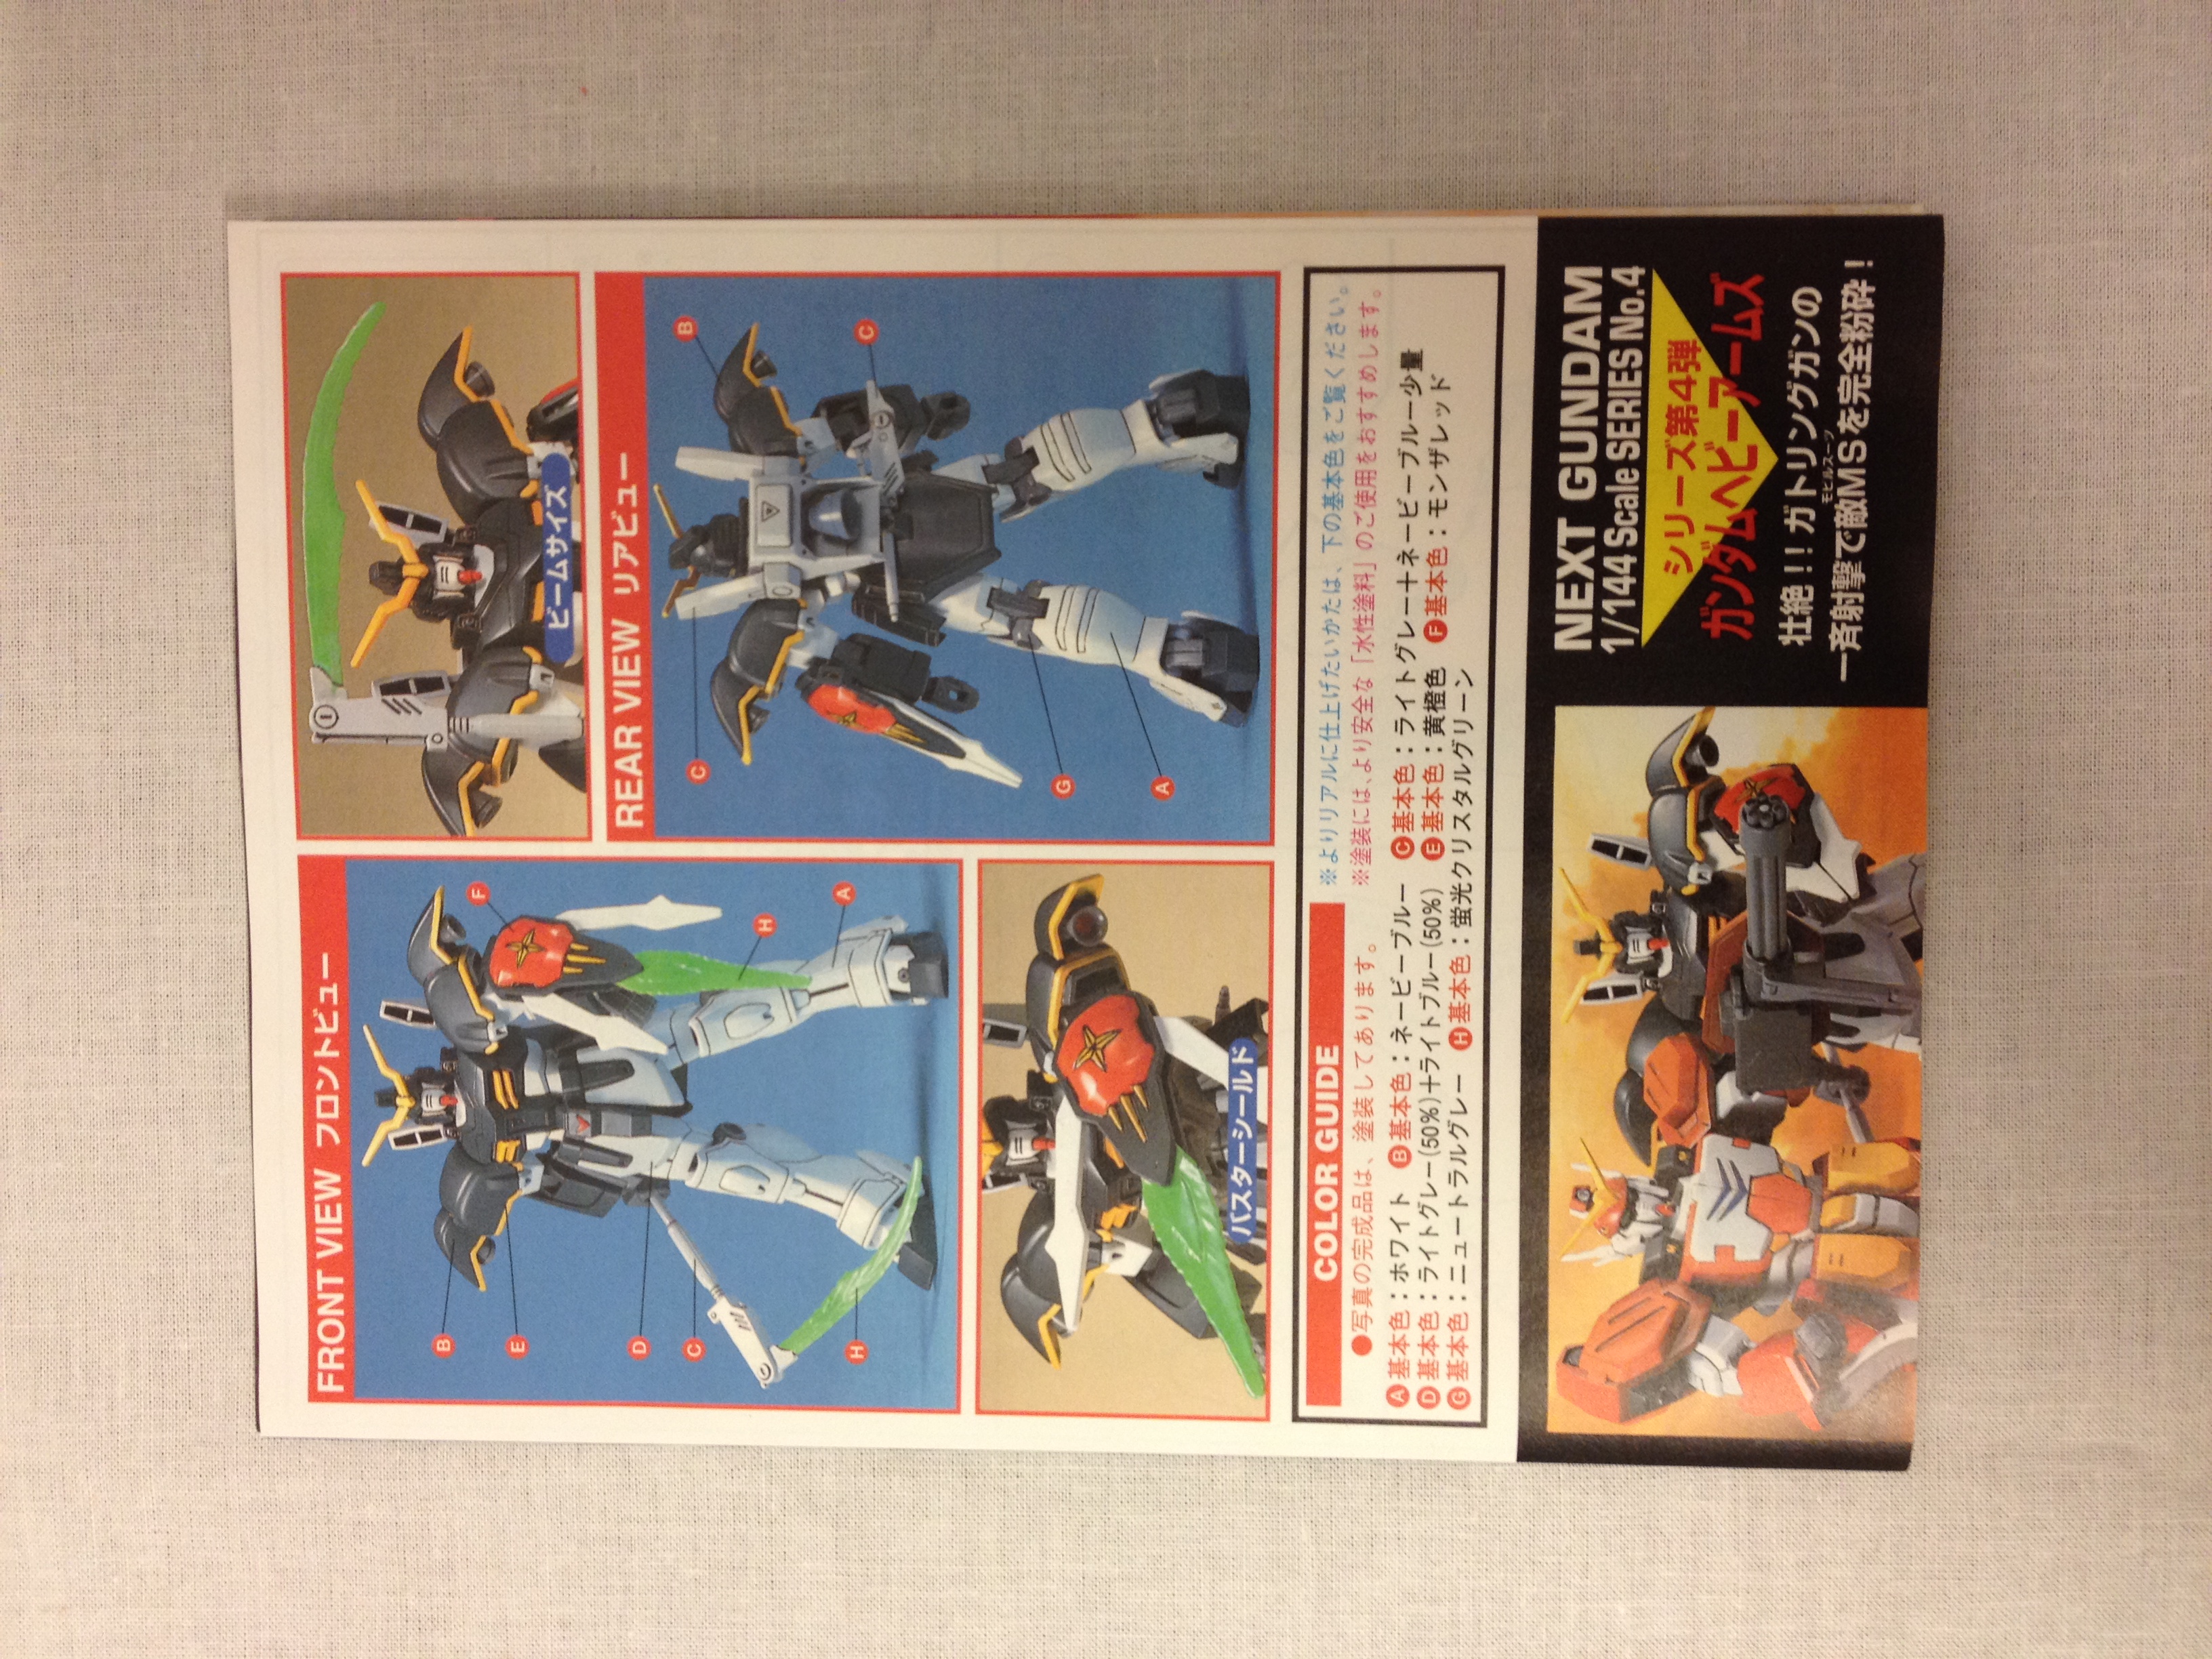 FRONT VIEW フロントビュー
B
E
F
D
C
H
H
A
ビームサイズ
REAR VIEW リアビュー
C
B
C
G
A
バスターシールド
COLOR GUIDE
※よりリアルに仕上げたいかたは、下の基本色をご覧ください。
●写真の完成品は、塗装してあります。
※塗装には、より安全な「水性塗料」のご使用をおすすめします。
A基本色：ホワイト B基本色：ネービーブルー C基本色：ライトグレー＋ネービーブルー少量
D基本色：ライトグレー(50%)＋ライトブルー(50%) E基本色：黄橙色 F基本色：モンザレッド
G基本色：ニュートラルグレー H基本色：蛍光クリスタルグリーン
NEXT GUNDAM
1/144 Scale SERIES No.4
シリーズ第4弾
ガンダムヘビーアームズ
壮絶！！ガトリングガンの
モビルスーツ
一斉射撃で敵MSを完全粉砕！